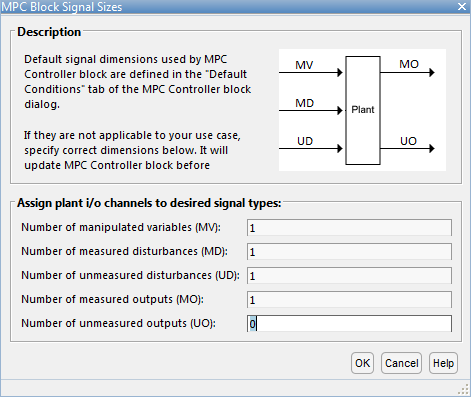 MPC Block Signal Sizes
Description
Default signal dimensions used by MPC
Controller block are defined in the "Default
Conditions" tab of the MPC Controller block
dialog.
If they are not applicable to your use case,
specify correct dimensions below. It will
update MPC Controller block before
MV
MO
MD
Plant
UD
UO
Assign plant i/o channels to desired signal types:
Number of manipulated variables (MV): 1
Number of measured disturbances (MD): 1
Number of unmeasured disturbances (UD): 1
Number of measured outputs (MO): 1
Number of unmeasured outputs (UO): 0
OK Cancel Help